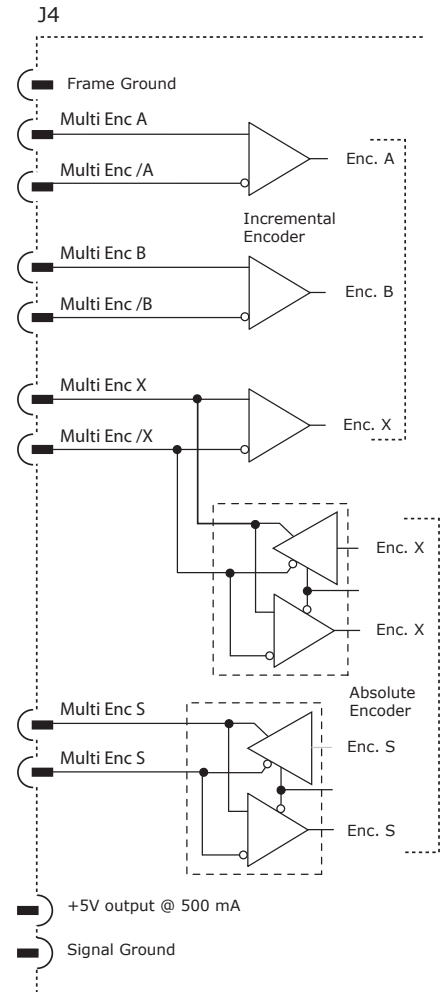 J4
Frame Ground
Multi Enc A
Enc. A
Multi Enc /A
Incremental
Encoder
Multi Enc B
Enc. B
Multi Enc /B
Multi Enc X
Enc. X
Multi Enc /X
Enc. X
Enc. X
Absolute
Encoder
Multi Enc S
Enc. S
Multi Enc S
Enc. S
+5V output @ 500 mA
Signal Ground